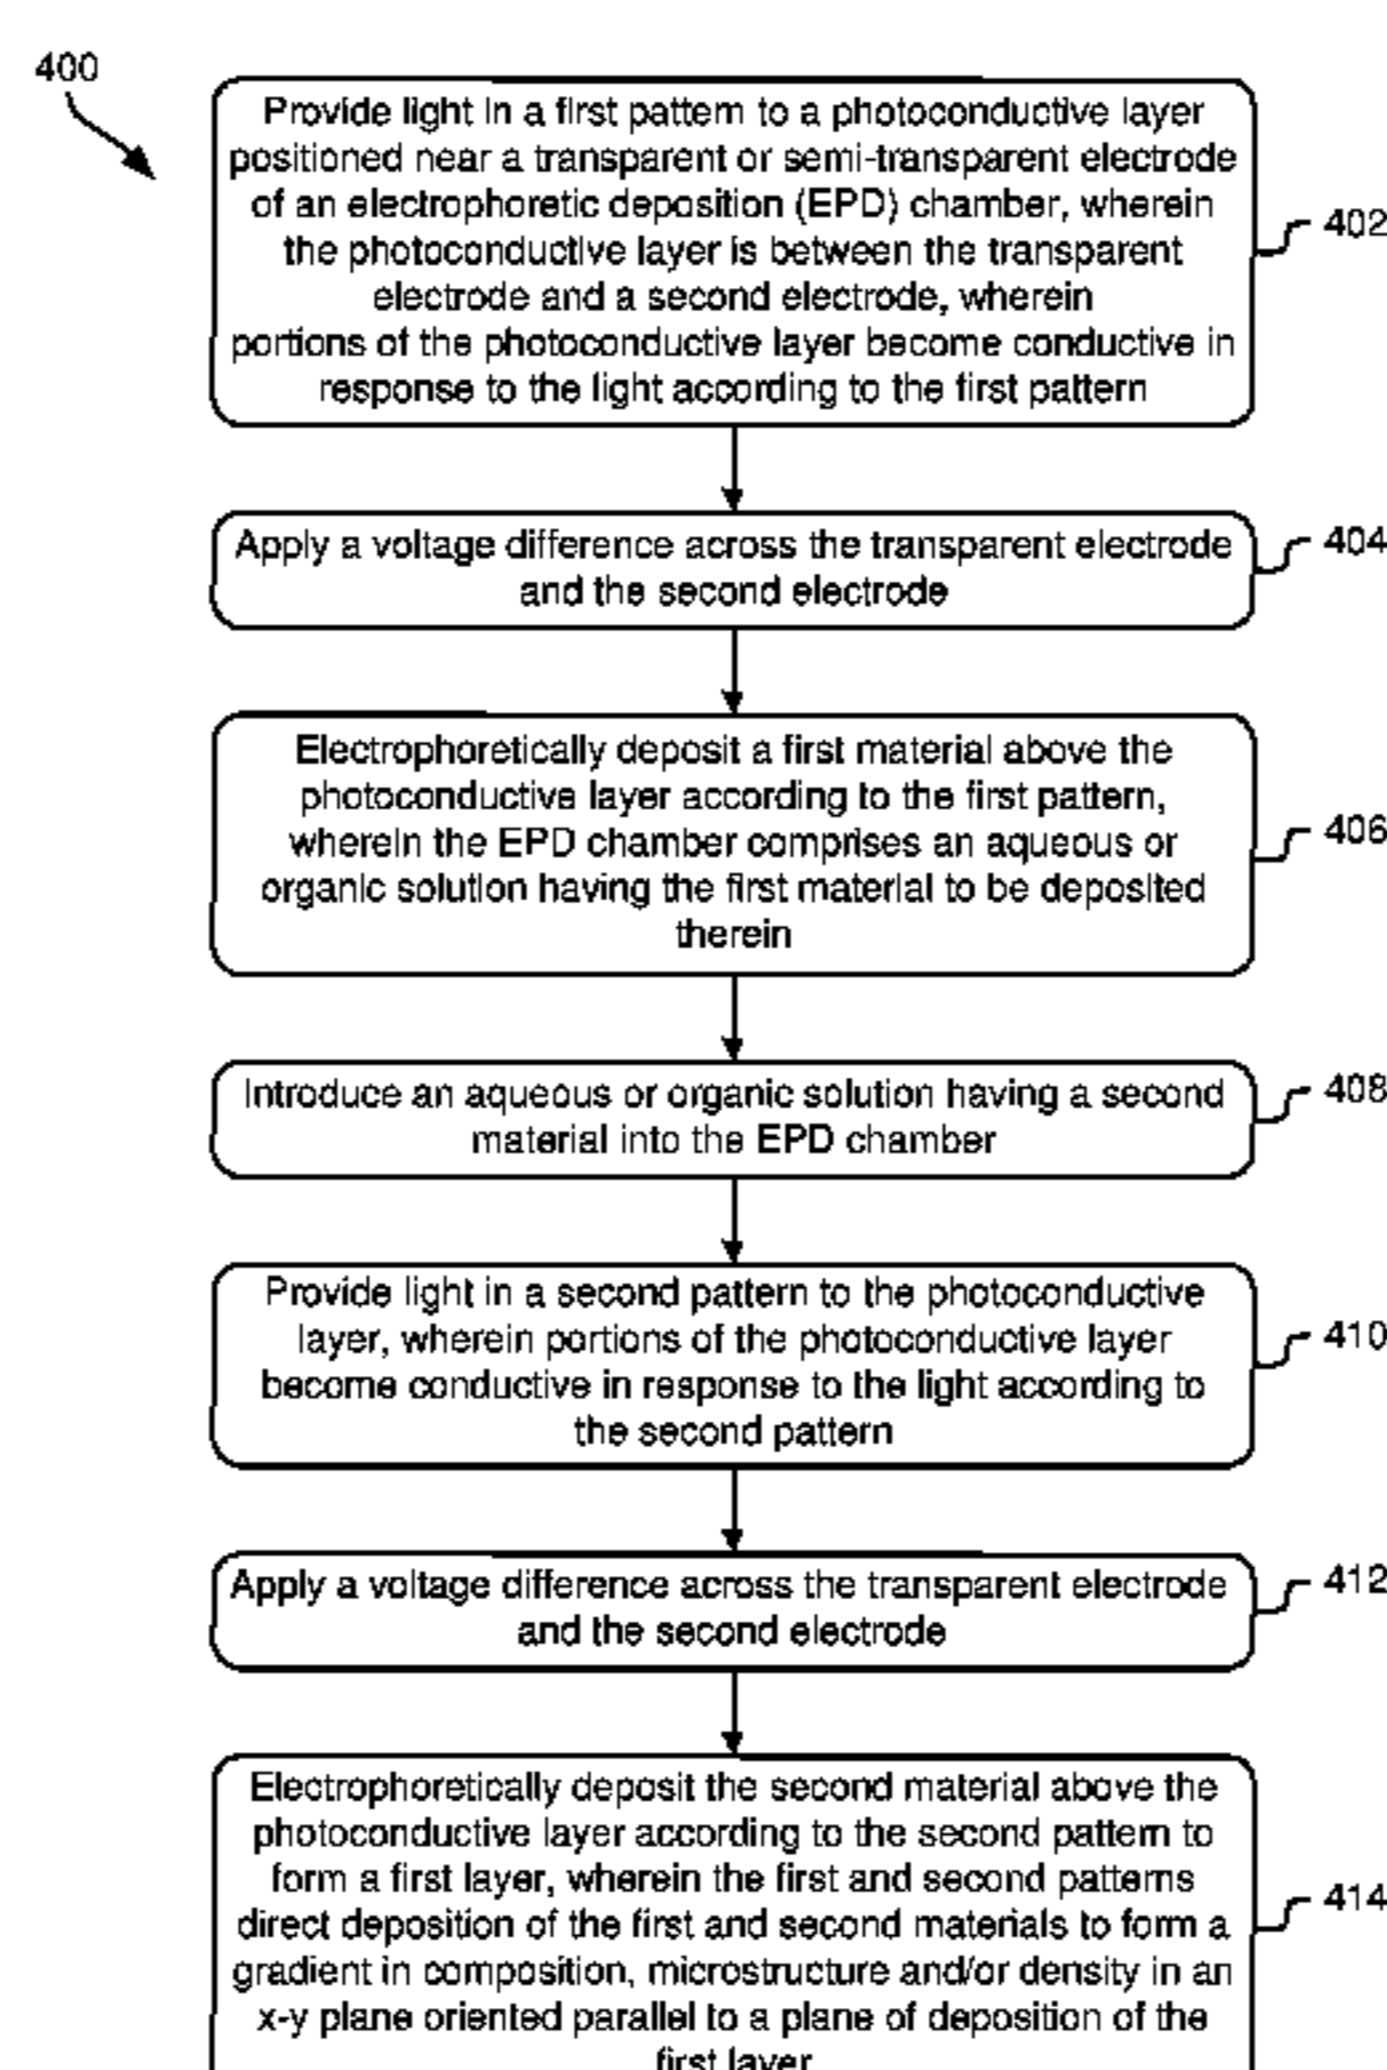 400
Provide light in a first pattern to a photoconductive layer
positioned near a transparent or semi-transparent electrode
of an electrophoretic deposition (EPD) chamber, wherein
the photoconductive layer is between the transparent
electrode and a second electrode, wherein
portions of the photoconductive layer become conductive in
response to the light according to the first pattern
402
Apply a voltage difference across the transparent electrode
and the second electrode
404
Electrophoretically deposit a first material above the
photoconductive layer according to the first pattern,
wherein the EPD chamber comprises an aqueous or
organic solution having the first material to be deposited
therein
406
Introduce an aqueous or organic solution having a second
material into the EPD chamber
408
Provide light in a second pattern to the photoconductive
layer, wherein portions of the photoconductive layer
become conductive in response to the light according to
the second pattern
410
Apply a voltage difference across the transparent electrode
and the second electrode
412
Electrophoretically deposit the second material above the
photoconductive layer according to the second pattern to
form a first layer, wherein the first and second patterns
direct deposition of the first and second materials to form a
gradient in composition, microstructure and/or density in an
x-y plane oriented parallel to a plane of deposition of the
first layer
414